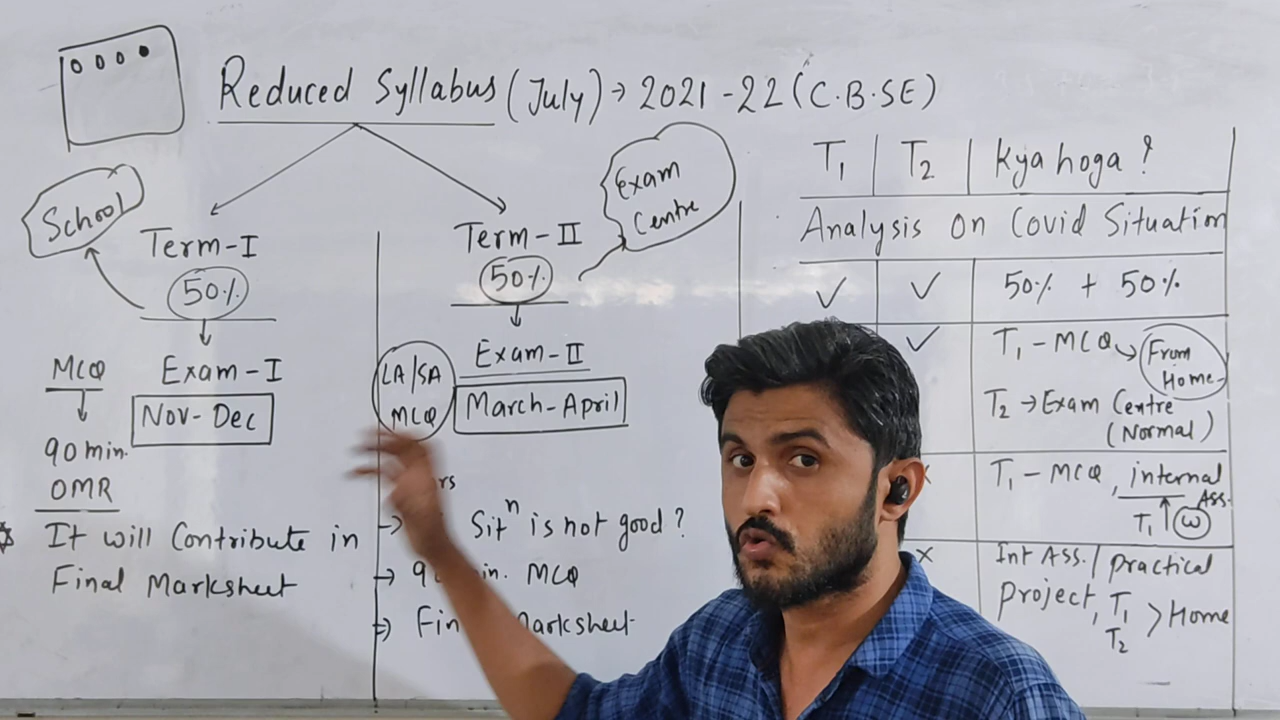 Reduced Syllabus (July) → 2021-22 (C.B.SE)
School
Term-I
50%
Exam-I
Nov-Dec
MCQ
90 min.
OMR
It will Contribute in
Final Marksheet
Exam
Centre
Term-II
50%
Exam-II
March-April
LA/SA
MCQ
→ Sitⁿ is not good?
→ MCQ
→ Marksheet
T₁ | T₂ | Kya hoga?
Analysis On Covid Situation
✓ ✓ 50% + 50%
✓ T₁ - MCQ
From
Home
T₂ → Exam Centre
(Normal)
T₁ - MCQ, internal
Ass.
T₁ ↑ W
x Int Ass. / practical
project, T₁
T₂ > Home